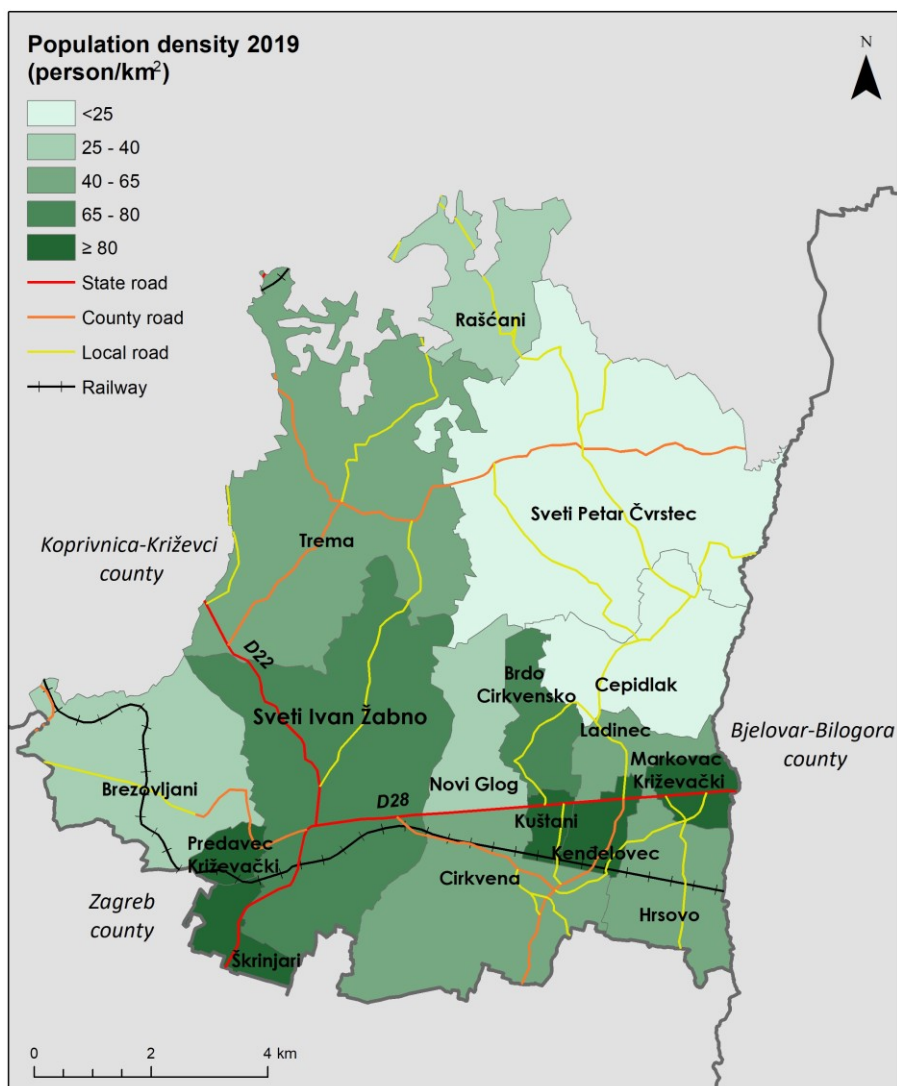 Population density 2019
(person/km²)
<25
25 - 40
40 - 65
65 - 80
≥ 80
State road
County road
Local road
Railway
N
Rašćani
Sveti Petar Čvrstec
Trema
Koprivnica-Križevci
county
D22
Brdo
Cirkvensko
Cepidlak
Sveti Ivan Žabno
Ladinec
Bjelovar-Bilogora
county
Markovac
Križevački
Novi Glog
Brezovljani
D28
Kuštani
Predavec
Križevački
Kenđelovec
Cirkvena
Zagreb
county
Hrsovo
Škrinjari
0 2 4 km